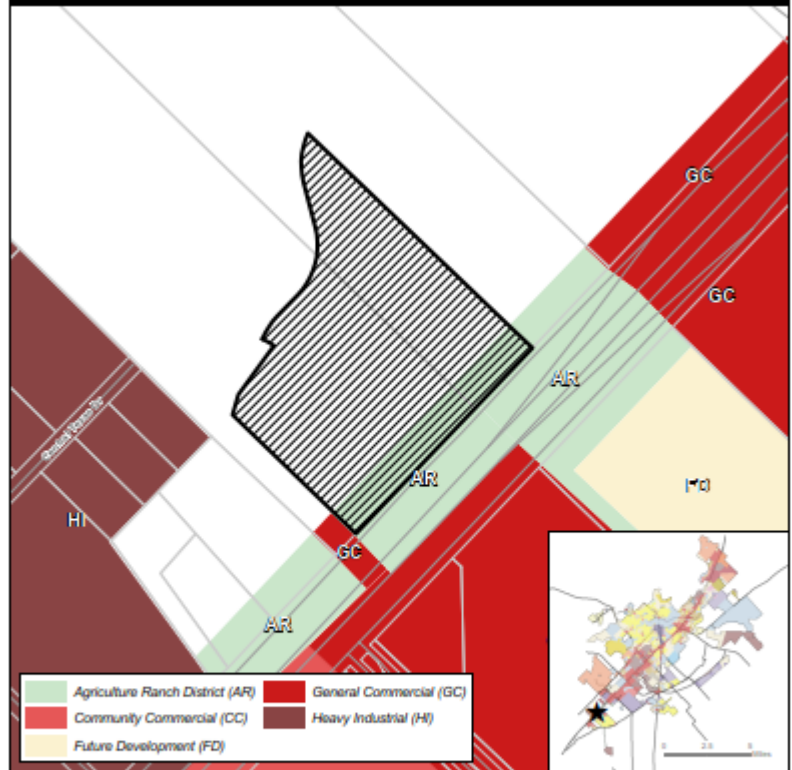 GC
GC
AR
AR
HI
GC
AR
Agriculture Ranch District (AR)
General Commercial (GC)
Community Commercial (CC)
Heavy Industrial (HI)
Future Development (FD)
0